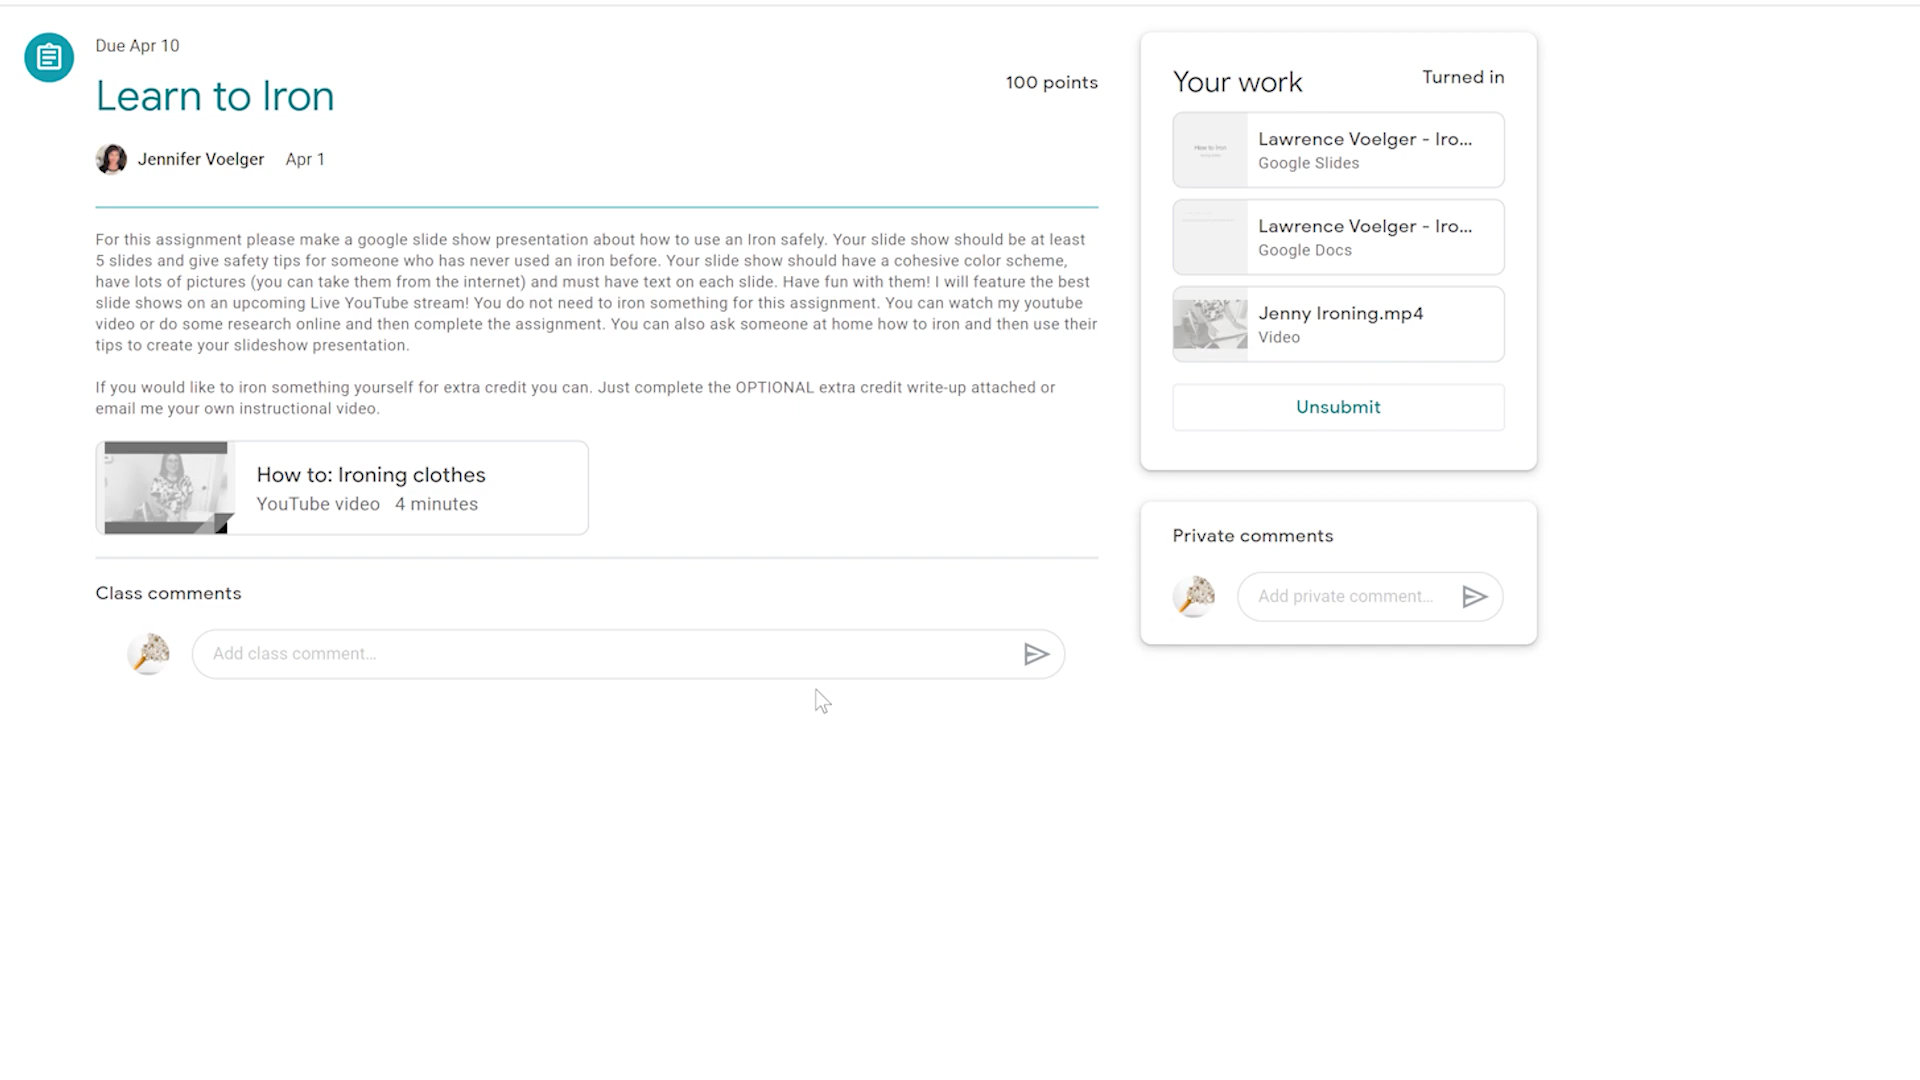 Due Apr 10
Learn to Iron
100 points
Jennifer Voelger Apr 1
For this assignment please make a google slide show presentation about how to use an Iron safely. Your slide show should be at least
5 slides and give safety tips for someone who has never used an iron before. Your slide show should have a cohesive color scheme,
have lots of pictures (you can take them from the internet) and must have text on each slide. Have fun with them! I will feature the best
slide shows on an upcoming Live YouTube stream! You do not need to iron something for this assignment. You can watch my youtube
video or do some research online and then complete the assignment. You can also ask someone at home how to iron and then use their
tips to create your slideshow presentation.
If you would like to iron something yourself for extra credit you can. Just complete the OPTIONAL extra credit write-up attached or
email me your own instructional video.
How to: Ironing clothes
YouTube video 4 minutes
Class comments
Add class comment...
Your work
Turned in
How to Iron
Lawrence Voelger - Iro...
Google Slides
Lawrence Voelger - Iro...
Google Docs
Jenny Ironing.mp4
Video
Unsubmit
Private comments
Add private comment...